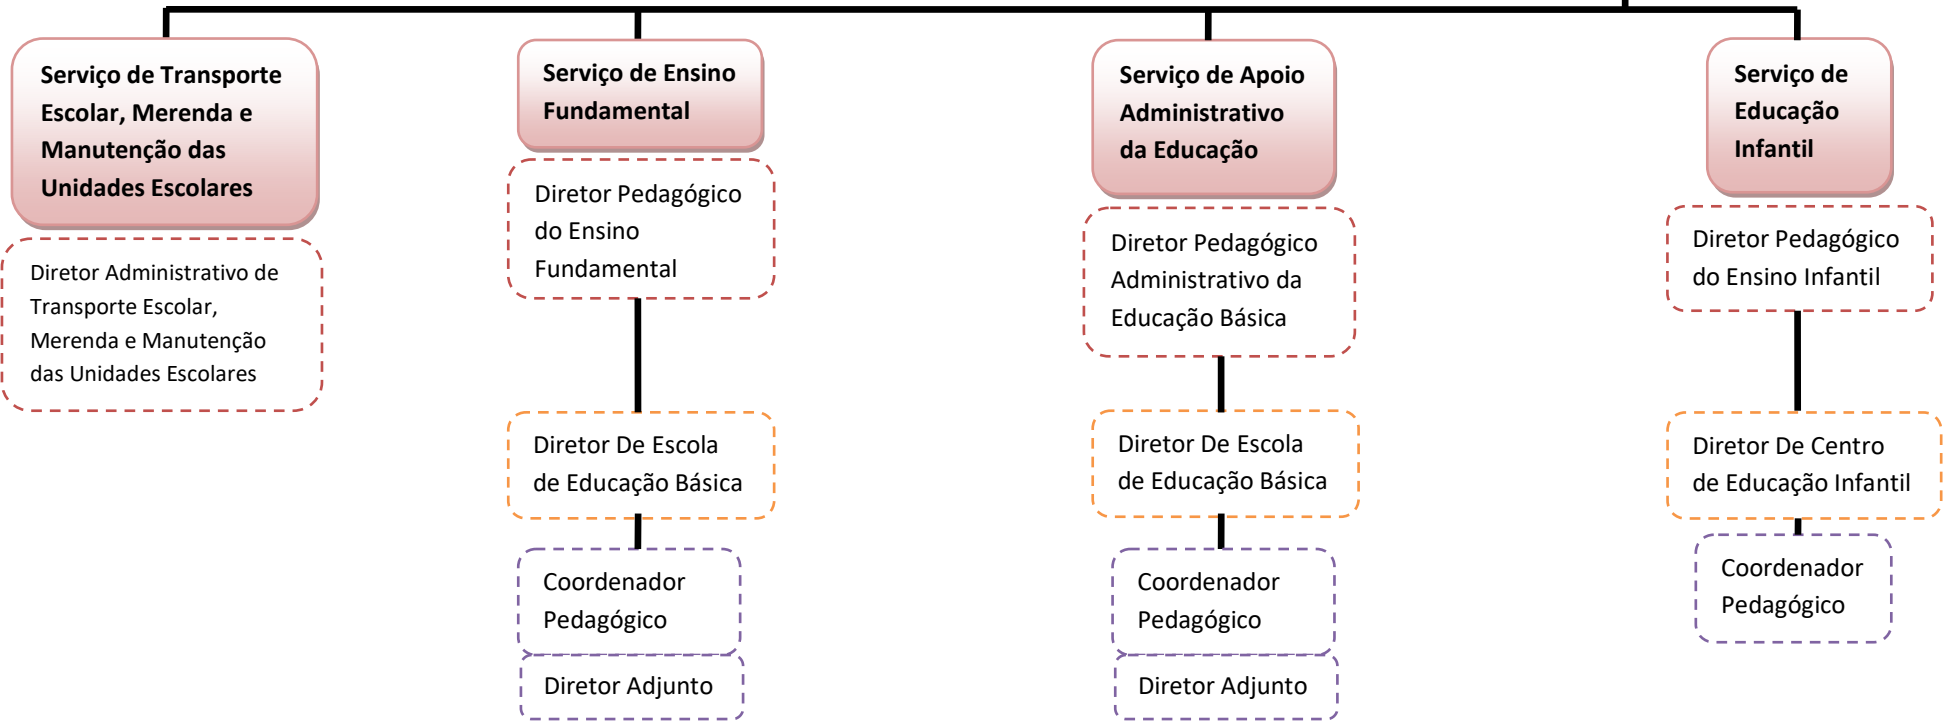 Serviço de Transporte
Escolar, Merenda e
Manutenção das
Unidades Escolares
Diretor Administrativo de
Transporte Escolar,
Merenda e Manutenção
das Unidades Escolares
Serviço de Ensino
Fundamental
Diretor Pedagógico
do Ensino
Fundamental
Diretor De Escola
de Educação Básica
Coordenador
Pedagógico
Diretor Adjunto
Serviço de Apoio
Administrativo
da Educação
Diretor Pedagógico
Administrativo da
Educação Básica
Diretor De Escola
de Educação Básica
Coordenador
Pedagógico
Diretor Adjunto
Serviço de
Educação
Infantil
Diretor Pedagógico
do Ensino Infantil
Diretor De Centro
de Educação Infantil
Coordenador
Pedagógico